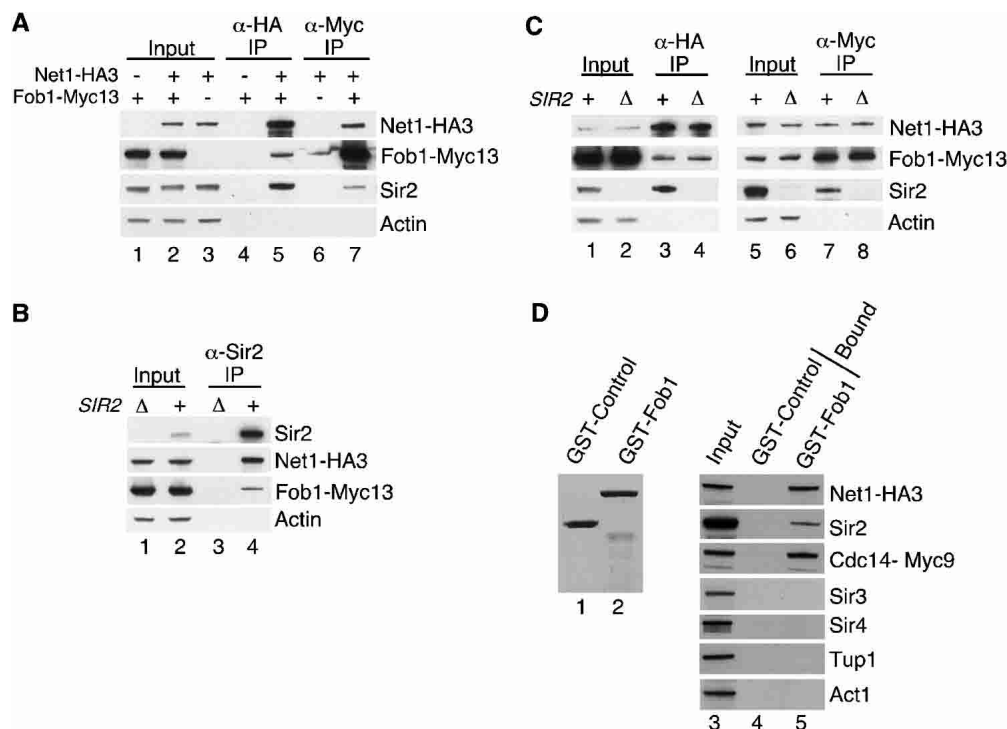 A
α-HA α-Myc
Input IP IP
Net1-HA3 - + + - + + +
Fob1-Myc13 + + - + + - +
Net1-HA3
Fob1-Myc13
Sir2
Actin
1 2 3 4 5 6 7
B
α-Sir2
Input IP
SIR2 Δ + Δ +
Sir2
Net1-HA3
Fob1-Myc13
Actin
1 2 3 4
C
α-HA α-Myc
Input IP Input IP
SIR2 + Δ + Δ + Δ + Δ
Net1-HA3
Fob1-Myc13
Sir2
Actin
1 2 3 4 5 6 7 8
D
GST-Control
GST-Fob1
1 2
Bound
Input
GST-Control
GST-Fob1
Net1-HA3
Sir2
Cdc14- Myc9
Sir3
Sir4
Tup1
Act1
3 4 5